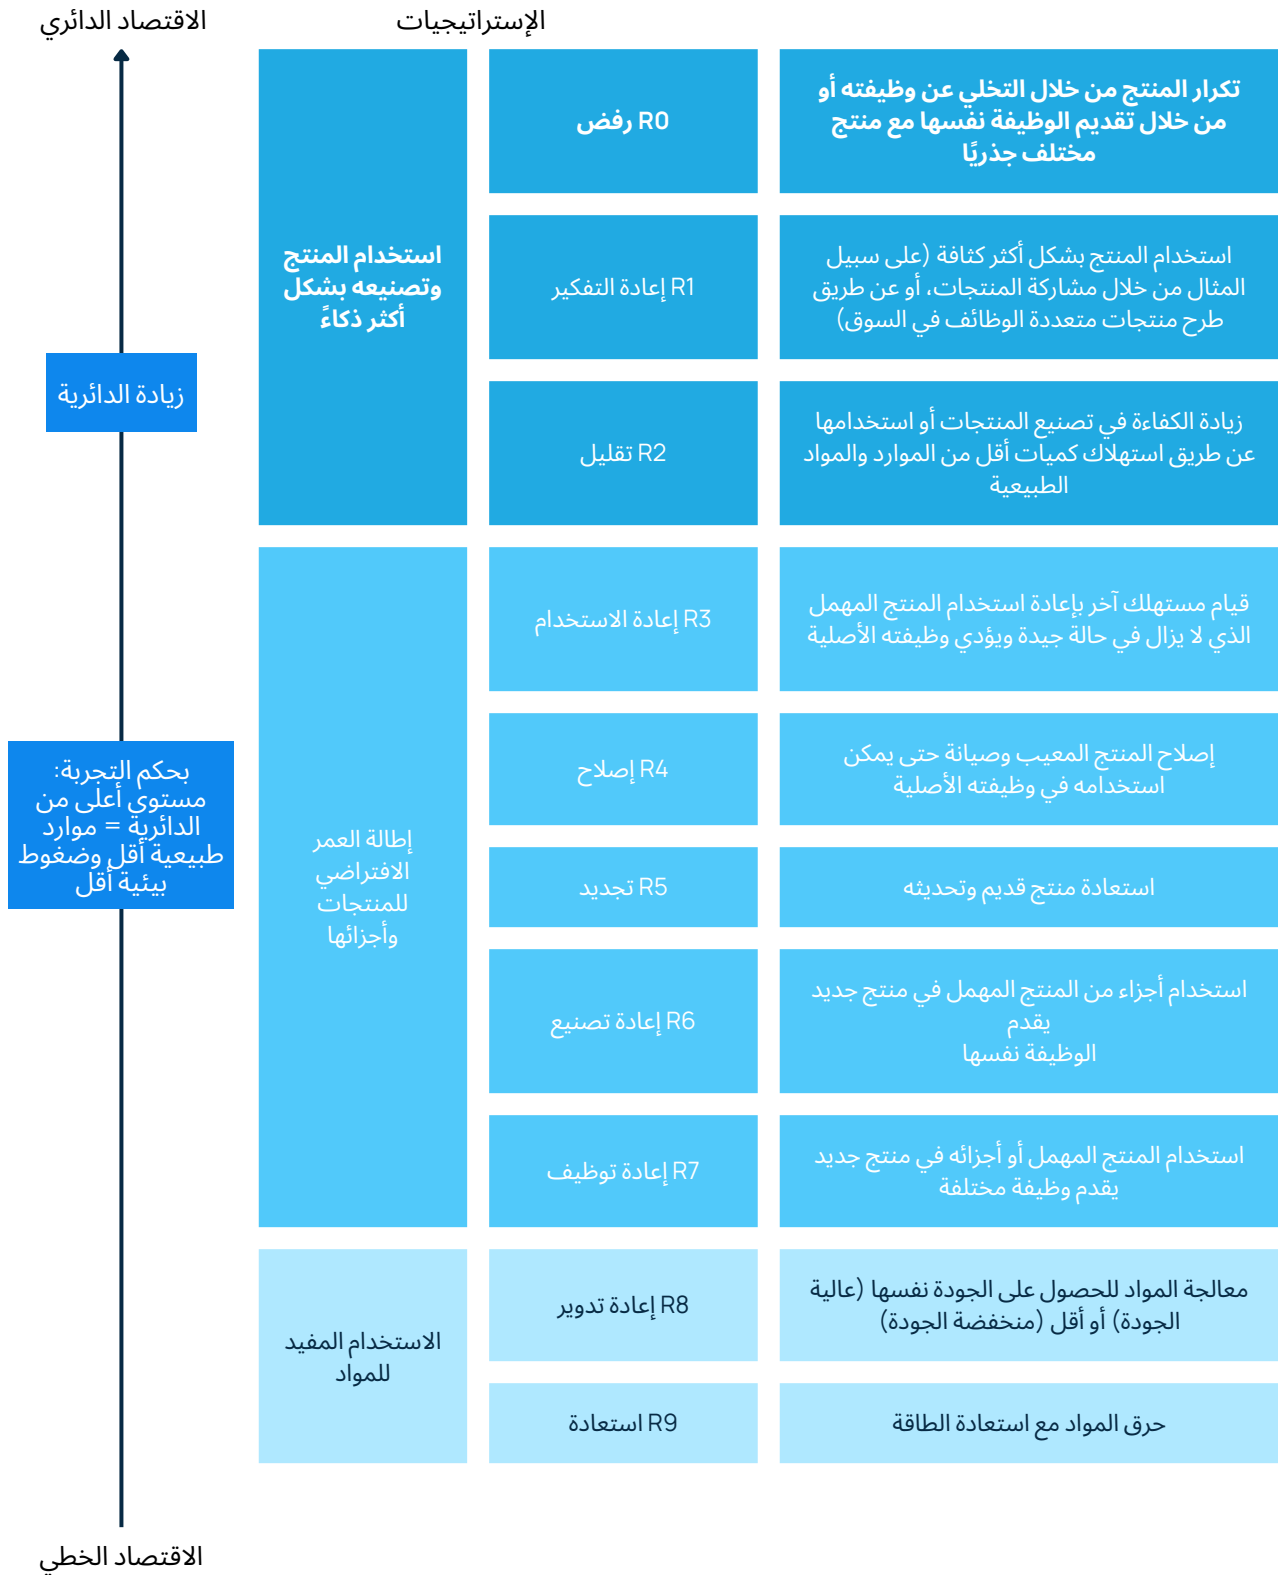 الاقتصاد الدائري
الإستراتيجيات
زيادة الدائرية
بحكم التجربة:
مستوى أعلى من
الدائرية = موارد
طبيعية أقل وضغوط
بيئية أقل
الاقتصاد الخطي
استخدام المنتج
وتصنيعه بشكل
أكثر ذكاءً
R0 رفض
تكرار المنتج من خلال التخلي عن وظيفته أو
من خلال تقديم الوظيفة نفسها مع منتج
مختلف جذريًا
R1 إعادة التفكير
استخدام المنتج بشكل أكثر كثافة (على سبيل
المثال من خلال مشاركة المنتجات، أو عن طريق
طرح منتجات متعددة الوظائف في السوق)
R2 تقليل
زيادة الكفاءة في تصنيع المنتجات أو استخدامها
عن طريق استهلاك كميات أقل من الموارد والمواد
الطبيعية
إطالة العمر
الافتراضي
للمنتجات
وأجزائها
R3 إعادة الاستخدام
قيام مستهلك آخر بإعادة استخدام المنتج المهمل
الذي لا يزال في حالة جيدة ويؤدي وظيفته الأصلية
R4 إصلاح
إصلاح المنتج المعيب وصيانة حتى يمكن
استخدامه في وظيفته الأصلية
R5 تجديد
استعادة منتج قديم وتحديثه
R6 إعادة تصنيع
استخدام أجزاء من المنتج المهمل في منتج جديد
يقدم
الوظيفة نفسها
R7 إعادة توظيف
استخدام المنتج المهمل أو أجزائه في منتج جديد
يقدم وظيفة مختلفة
الاستخدام المفيد
للمواد
R8 إعادة تدوير
معالجة المواد للحصول على الجودة نفسها (عالية
الجودة) أو أقل (منخفضة الجودة)
R9 استعادة
حرق المواد مع استعادة الطاقة